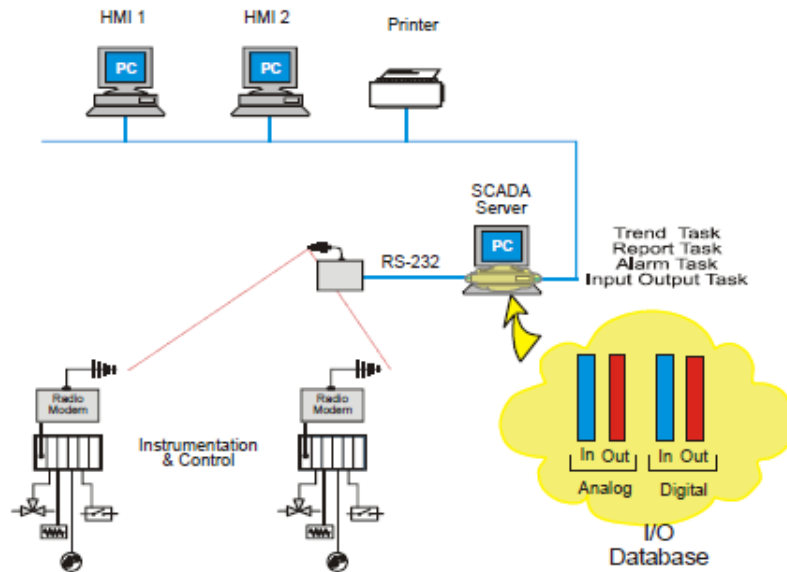 HMI 1
HMI 2
Printer
PC
PC
SCADA
Server
PC
RS-232
Trend Task
Report Task
Alarm Task
Input Output Task
Radio
Modem
Radio
Modem
Instrumentation
& Control
In Out
In Out
Analog
Digital
I/O
Database